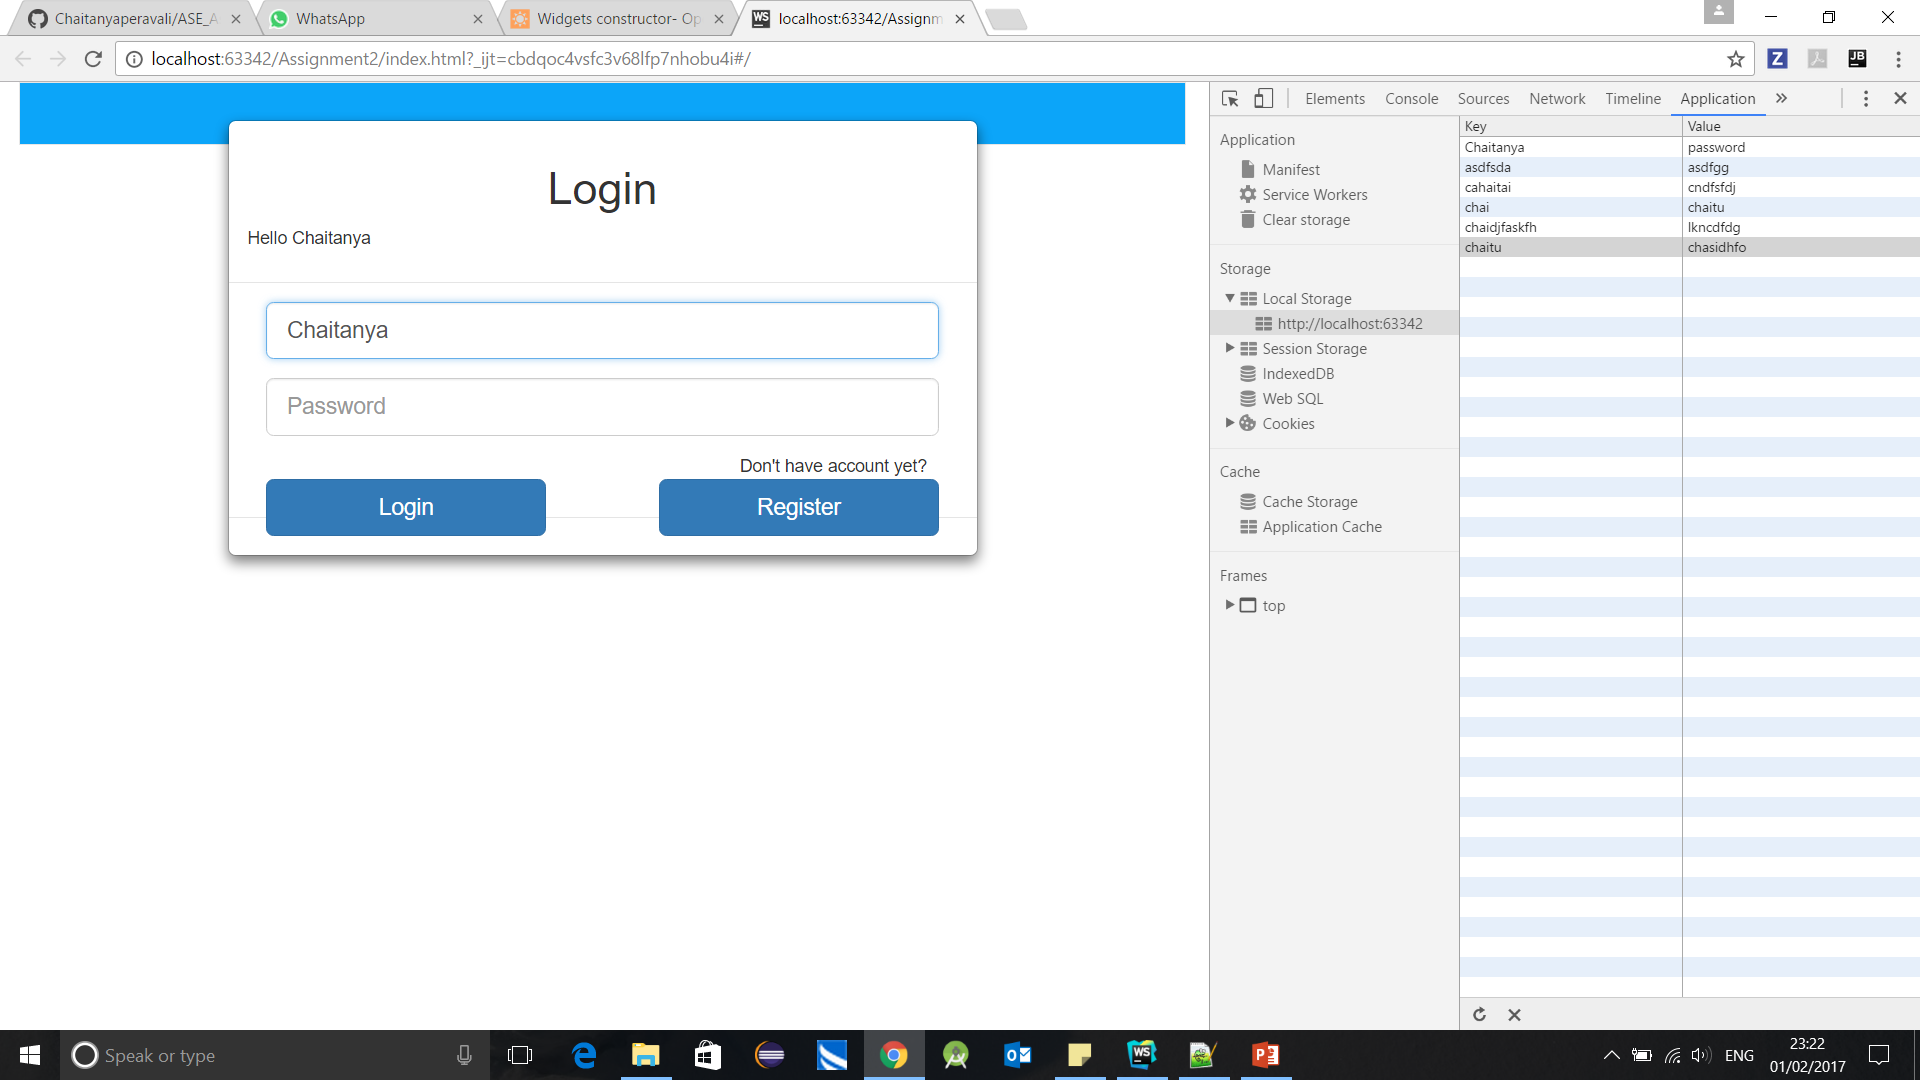 Chaitanyaperavali/ASE_A
WhatsApp
Widgets constructor- Op
WS localhost:63342/Assignm
localhost:63342/Assignment2/index.html?_ijt=cbdqoc4vsfc3v68lfp7nhobu4i#/
Z
JB
Login
Hello Chaitanya
Chaitanya
Password
Don't have account yet?
Login
Register
Elements Console Sources Network Timeline Application
Application
Manifest
Service Workers
Clear storage
Storage
Local Storage
http://localhost:63342
Session Storage
IndexedDB
Web SQL
Cookies
Cache
Cache Storage
Application Cache
Frames
top
Key Value
Chaitanya password
asdfsda asdfgg
cahaitai cndfsfdj
chai chaitu
chaidjfaskfh lkncdfdg
chaitu chasidhfo
Speak or type
WS
ENG
23:22
01/02/2017